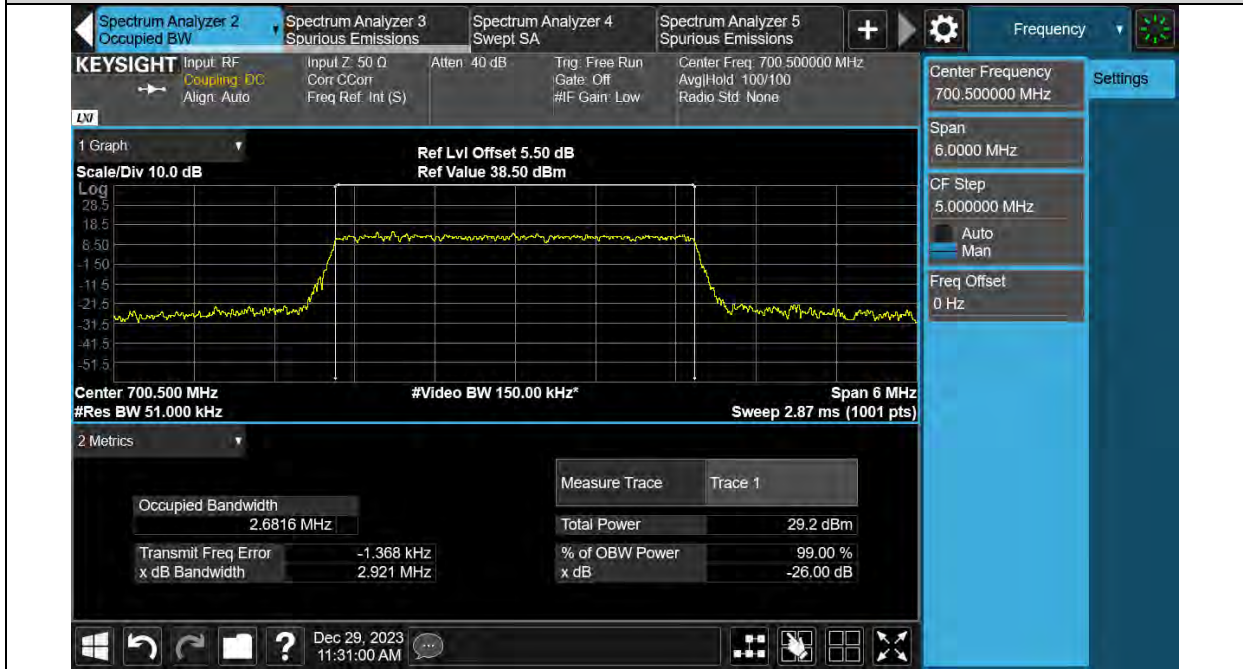 Spectrum Analyzer 2
Occupied BW
Spectrum Analyzer 3
Spurious Emissions
Spectrum Analyzer 4
Swept SA
Spectrum Analyzer 5
Spurious Emissions
+
Frequency
KEYSIGHT
Input: RF
Coupling: DC
Align: Auto
Input Z: 50 Ω
Corr CCorr
Freq Ref: Int (S)
Atten: 40 dB
Trig: Free Run
Gate: Off
#IF Gain: Low
Center Freq: 700.500000 MHz
Avg|Hold: 100/100
Radio Std: None
LXI
Center Frequency
700.500000 MHz
Settings
Span
6.0000 MHz
CF Step
5.000000 MHz
Auto
Man
Freq Offset
0 Hz
1 Graph
Scale/Div 10.0 dB
Ref Lvl Offset 5.50 dB
Ref Value 38.50 dBm
Log
28.5
18.5
8.50
-1.50
-11.5
-21.5
-31.5
-41.5
-51.5
Center 700.500 MHz
#Video BW 150.00 kHz*
Span 6 MHz
#Res BW 51.000 kHz
Sweep 2.87 ms (1001 pts)
2 Metrics
Measure Trace
Trace 1
Occupied Bandwidth
2.6816 MHz
Total Power
29.2 dBm
Transmit Freq Error
-1.368 kHz
% of OBW Power
99.00 %
x dB Bandwidth
2.921 MHz
x dB
-26.00 dB
?
Dec 29, 2023
11:31:00 AM